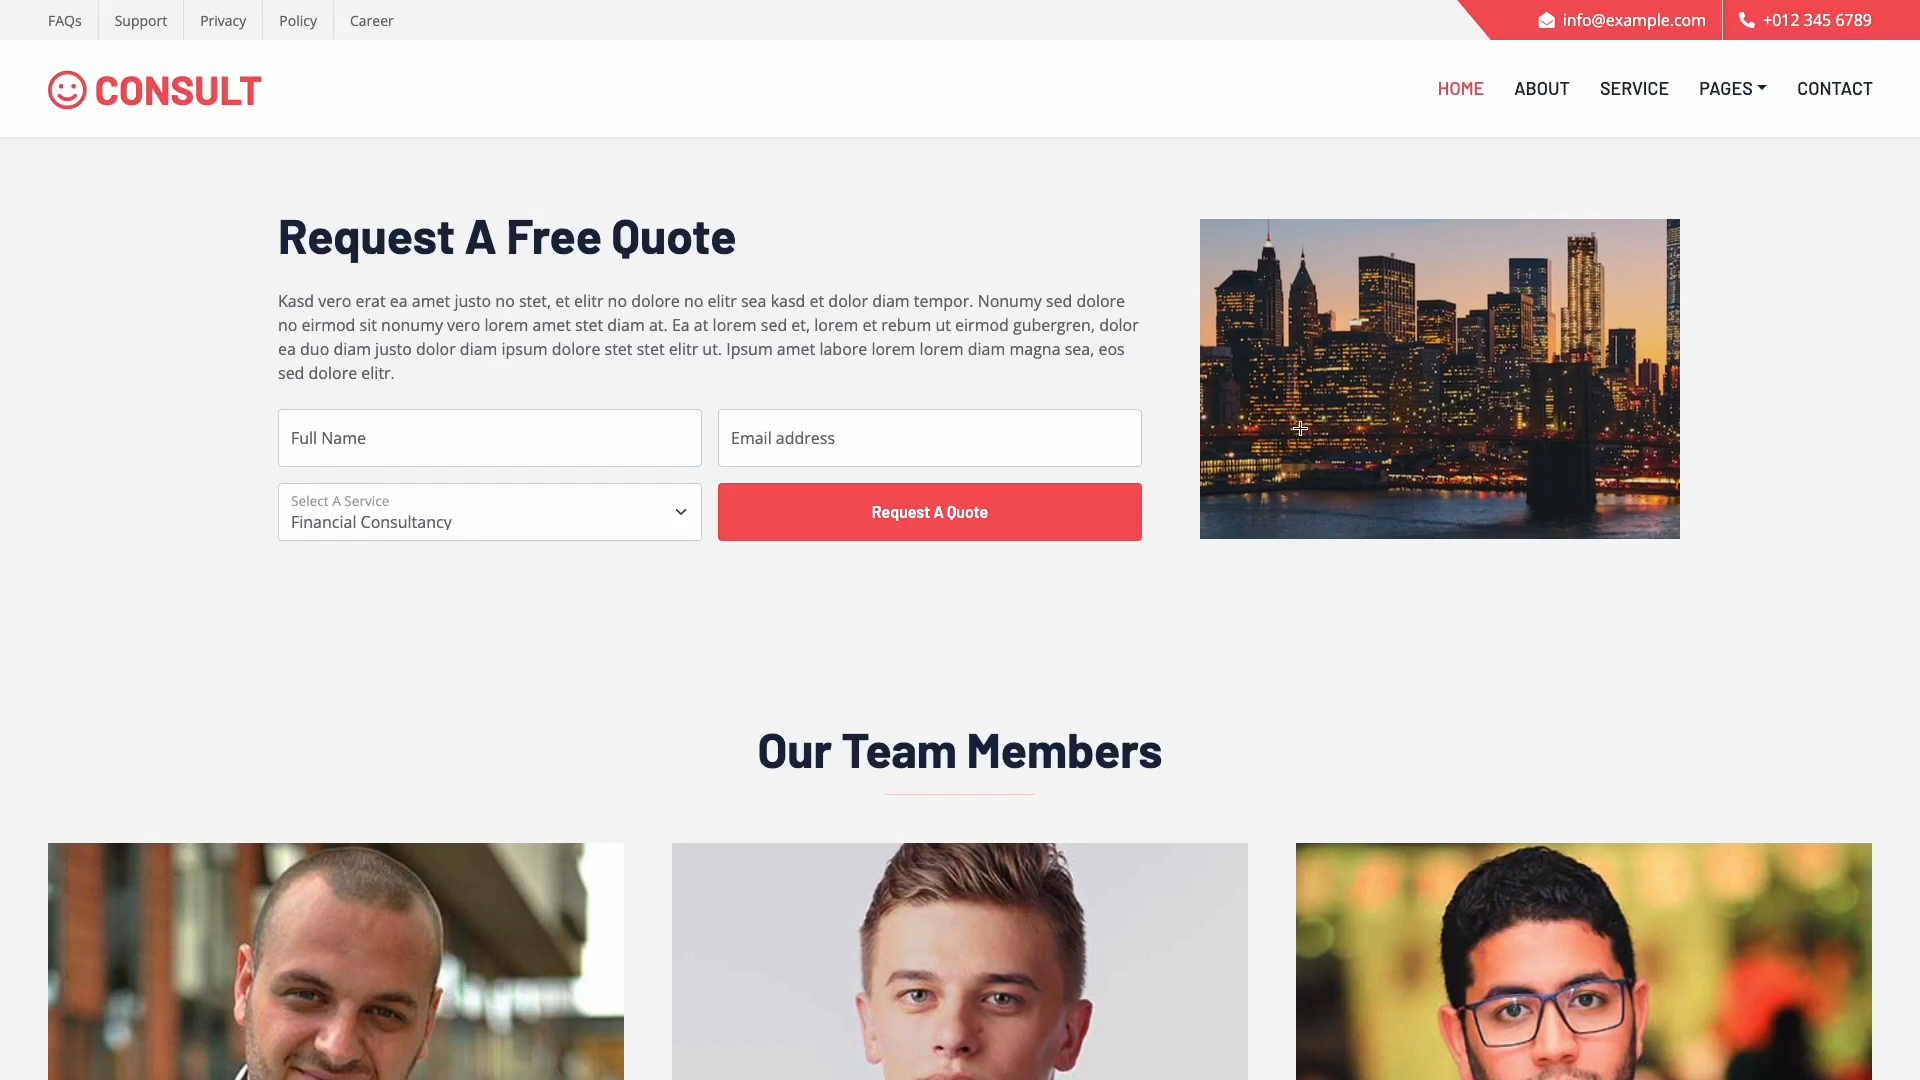 FAQs
Support
Privacy
Policy
Career
info@example.com
+012 345 6789
CONSULT
HOME
ABOUT
SERVICE
PAGES
CONTACT
Request A Free Quote
Kasd vero erat ea amet justo no stet, et elitr no dolore no elitr sea kasd et dolor diam tempor. Nonumy sed dolore
no eirmod sit nonumy vero lorem amet stet diam at. Ea at lorem sed et, lorem et rebum ut eirmod gubergren, dolor
ea duo diam justo dolor diam ipsum dolore stet stet elitr ut. Ipsum amet labore lorem lorem diam magna sea, eos
sed dolore elitr.
Full Name
Email address
Select A Service
Financial Consultancy
Request A Quote
Our Team Members